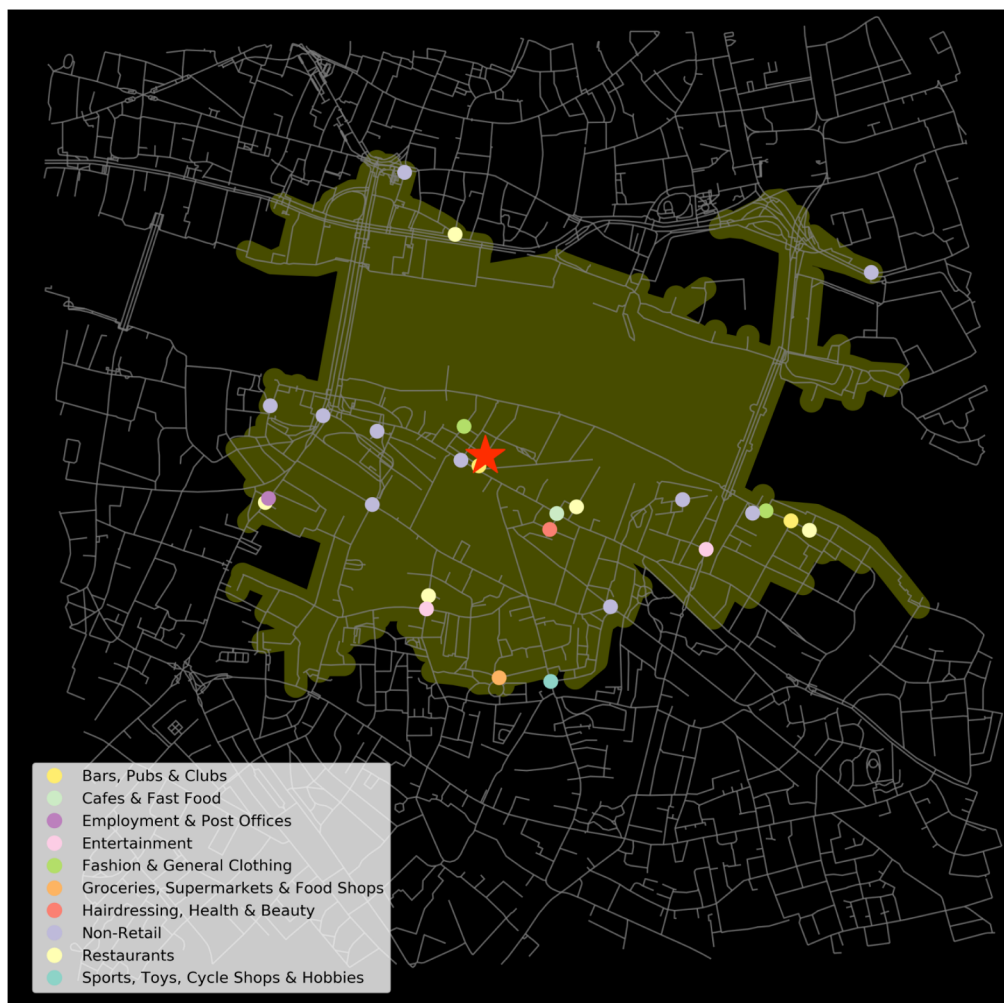 Bars, Pubs & Clubs
Cafes & Fast Food
Employment & Post Offices
Entertainment
Fashion & General Clothing
Groceries, Supermarkets & Food Shops
Hairdressing, Health & Beauty
Non-Retail
Restaurants
Sports, Toys, Cycle Shops & Hobbies